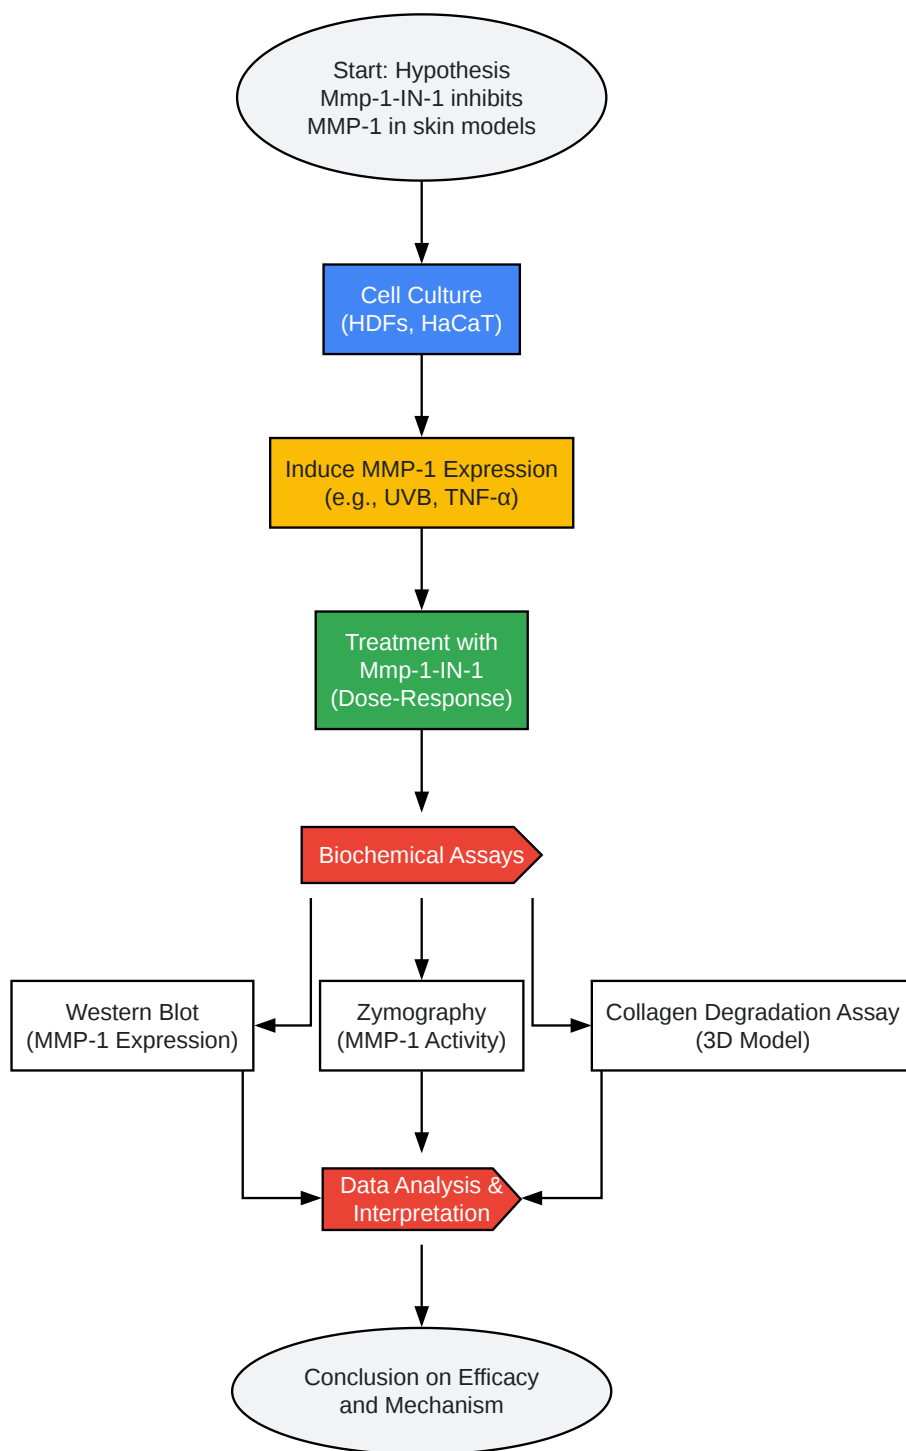 Start: Hypothesis
Mmp-1-IN-1 inhibits
MMP-1 in skin models
Cell Culture
(HDFs, HaCaT)
Induce MMP-1 Expression
(e.g., UVB, TNF-α)
Treatment with
Mmp-1-IN-1
(Dose-Response)
Biochemical Assays
Western Blot
(MMP-1 Expression)
Zymography
(MMP-1 Activity)
Collagen Degradation Assay
(3D Model)
Data Analysis &
Interpretation
Conclusion on Efficacy
and Mechanism